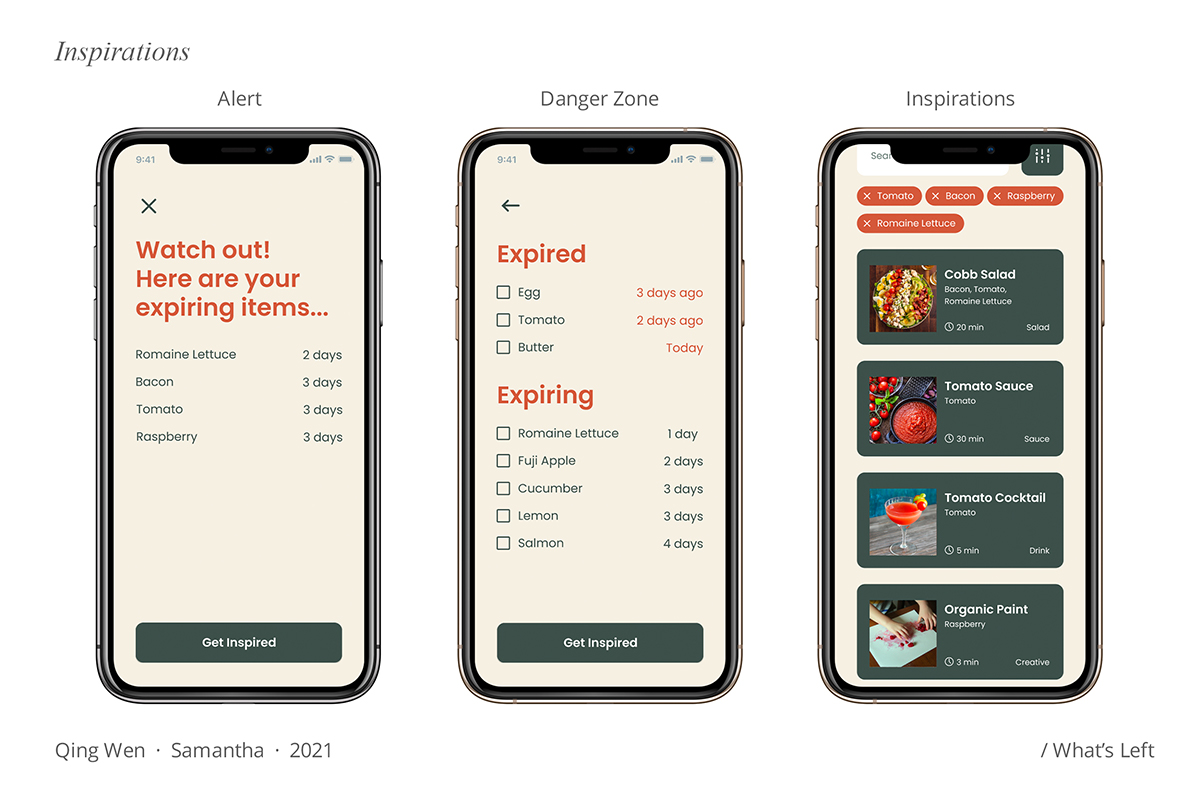 Inspirations
Alert
Danger Zone
Inspirations
9:41
Watch out!
Here are your
expiring items...
Romaine Lettuce 2 days
Bacon 3 days
Tomato 3 days
Raspberry 3 days
Get Inspired
9:41
Expired
Egg 3 days ago
Tomato 2 days ago
Butter Today
Expiring
Romaine Lettuce 1 day
Fuji Apple 2 days
Cucumber 3 days
Lemon 3 days
Salmon 4 days
Get Inspired
Tomato Bacon Raspberry
Romaine Lettuce
Cobb Salad
Bacon, Tomato,
Romaine Lettuce
20 min Salad
Tomato Sauce
Tomato
30 min Sauce
Tomato Cocktail
Tomato
5 min Drink
Organic Paint
Raspberry
3 min Creative
Qing Wen · Samantha · 2021
/ What's Left